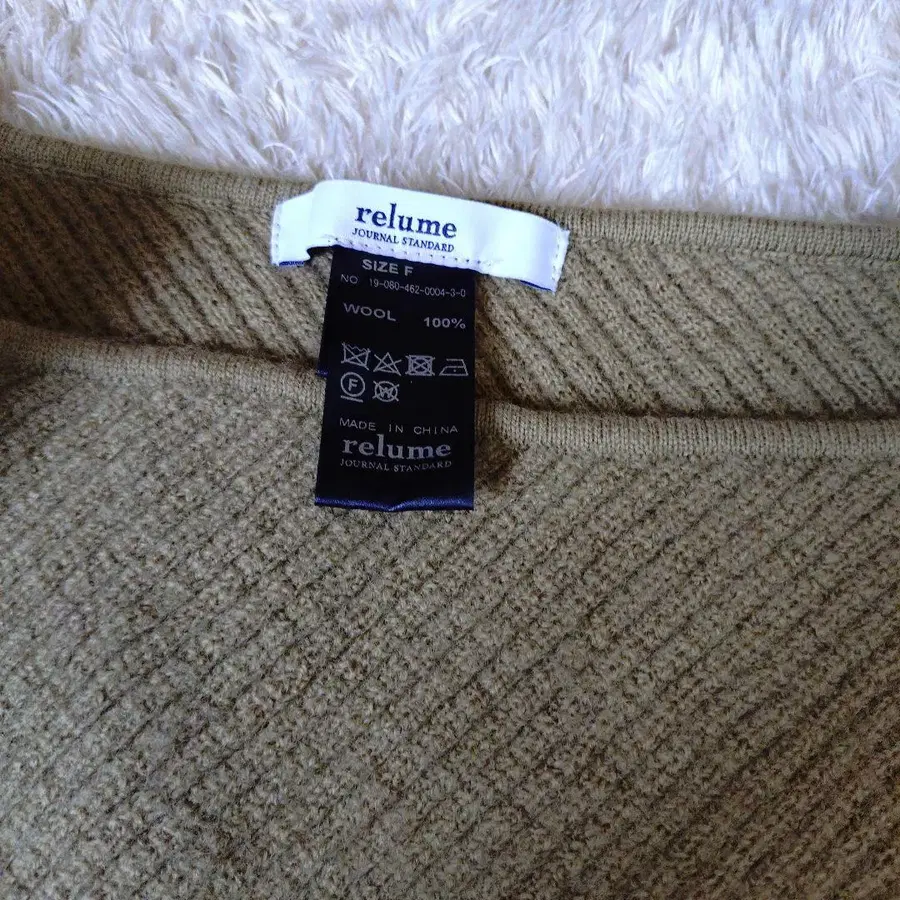 relume
JOURNAL STANDARD
SIZE F
NO 19-080-462-0004-3-0
WOOL 100%
F W
MADE IN CHINA
relume
JOURNAL STANDARD